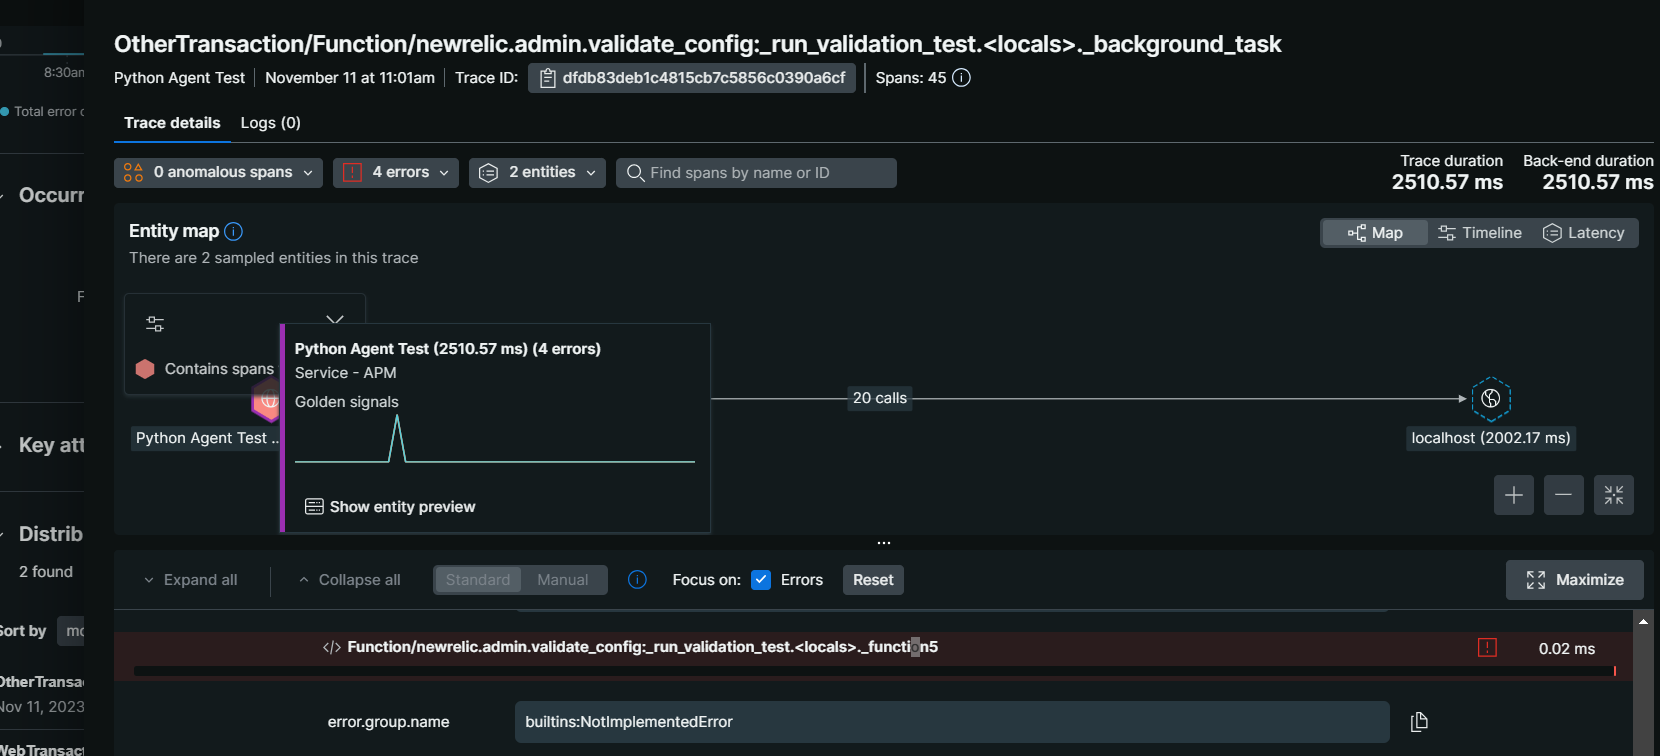 OtherTransaction/Function/newrelic.admin.validate_config:_run_validation_test.<locals>._background_task
Python Agent Test November 11 at 11:01am Trace ID: dfdb83deb1c4815cb7c5856c0390a6cf Spans: 45
8:30am
Total error
Trace details Logs (0)
0 anomalous spans 4 errors 2 entities Find spans by name or ID
Trace duration Back-end duration
2510.57 ms 2510.57 ms
Occurr
Entity map Map Timeline Latency
There are 2 sampled entities in this trace
F
Contains spans
Python Agent Test (2510.57 ms) (4 errors)
Service - APM
Golden signals
20 calls
Python Agent Test ..
localhost (2002.17 ms)
Key att
Show entity preview
Distrib
2 found
Expand all Collapse all Standard Manual Focus on: Errors Reset Maximize
Sort by mo
Function/newrelic.admin.validate_config:_run_validation_test.<locals>._function5 0.02 ms
OtherTransa
Nov 11, 2023
error.group.name builtins:NotImplementedError
WebTransact